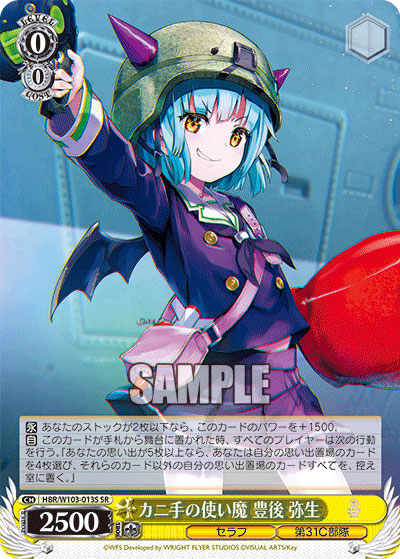 LEVEL
0
0
COST
SAMPLE
永 あなたのストックが2枚以下なら、このカードのパワーを+1500。
自 このカードが手札から舞台に置かれた時、すべてのプレイヤーは次の行動
を行う。『あなたの思い出が5枚以上なら、あなたは自分の思い出置場のカード
を4枚選び、それらのカード以外の自分の思い出置場のカードすべてを、控え
室に置く。』
CH HBR/W103-013S SR
2500
SOUL
カニ手の使い魔 豊後 弥生
セラフ 第31C部隊
©WFS Developed by WRIGHT FLYER STUDIOS ©VISUAL ARTS/Key